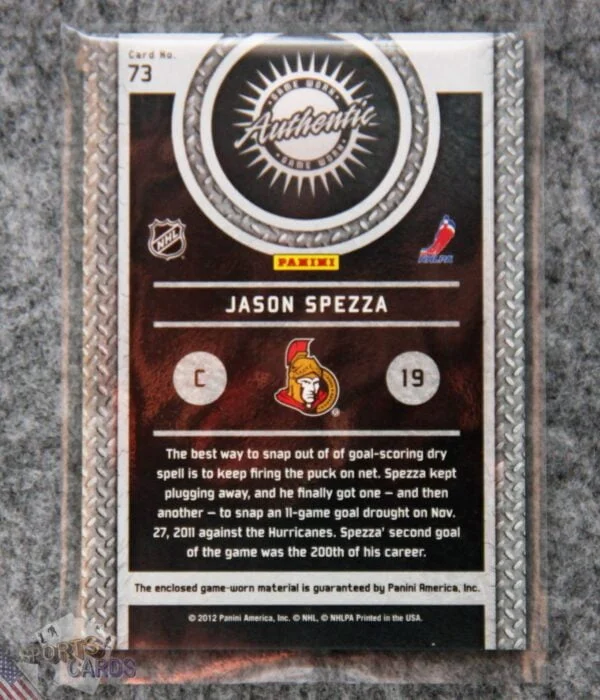 Card No.
73
GAME WORN
Authentic
GAME WORN
NHL
NHLPA
PANINI
JASON SPEZZA
C
19
®
The best way to snap out of of goal-scoring dry
spell is to keep firing the puck on net. Spezza kept
plugging away, and he finally got one – and then
another – to snap an 11-game goal drought on Nov.
27, 2011 against the Hurricanes. Spezza' second goal
of the game was the 200th of his career.
The enclosed game-worn material is guaranteed by Panini America, Inc.
© 2012 Panini America, Inc. © NHL, © NHLPA Printed in the USA.
SPORTS
CARDS